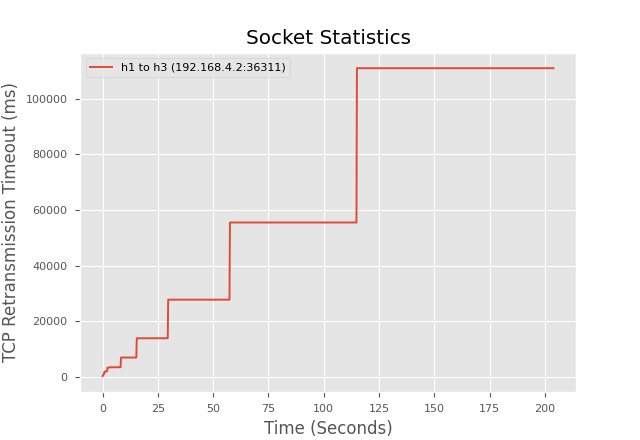 Socket Statistics
h1 to h3 (192.168.4.2:36311)
TCP Retransmission Timeout (ms)
100000
80000
60000
40000
20000
0
0 25 50 75 100 125 150 175 200
Time (Seconds)